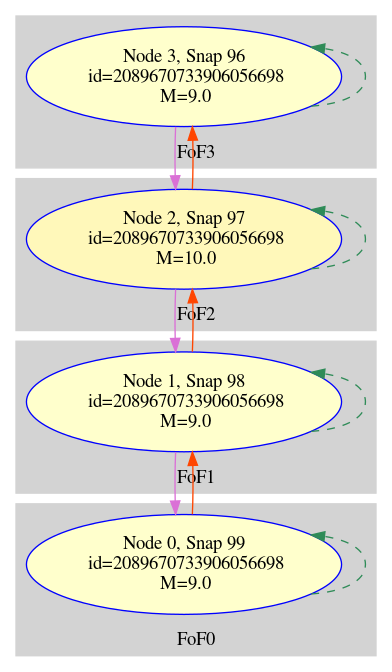 Node 3, Snap 96
id=2089670733906056698
M=9.0
FoF3
Node 2, Snap 97
id=2089670733906056698
M=10.0
FoF2
Node 1, Snap 98
id=2089670733906056698
M=9.0
FoF1
Node 0, Snap 99
id=2089670733906056698
M=9.0
FoF0